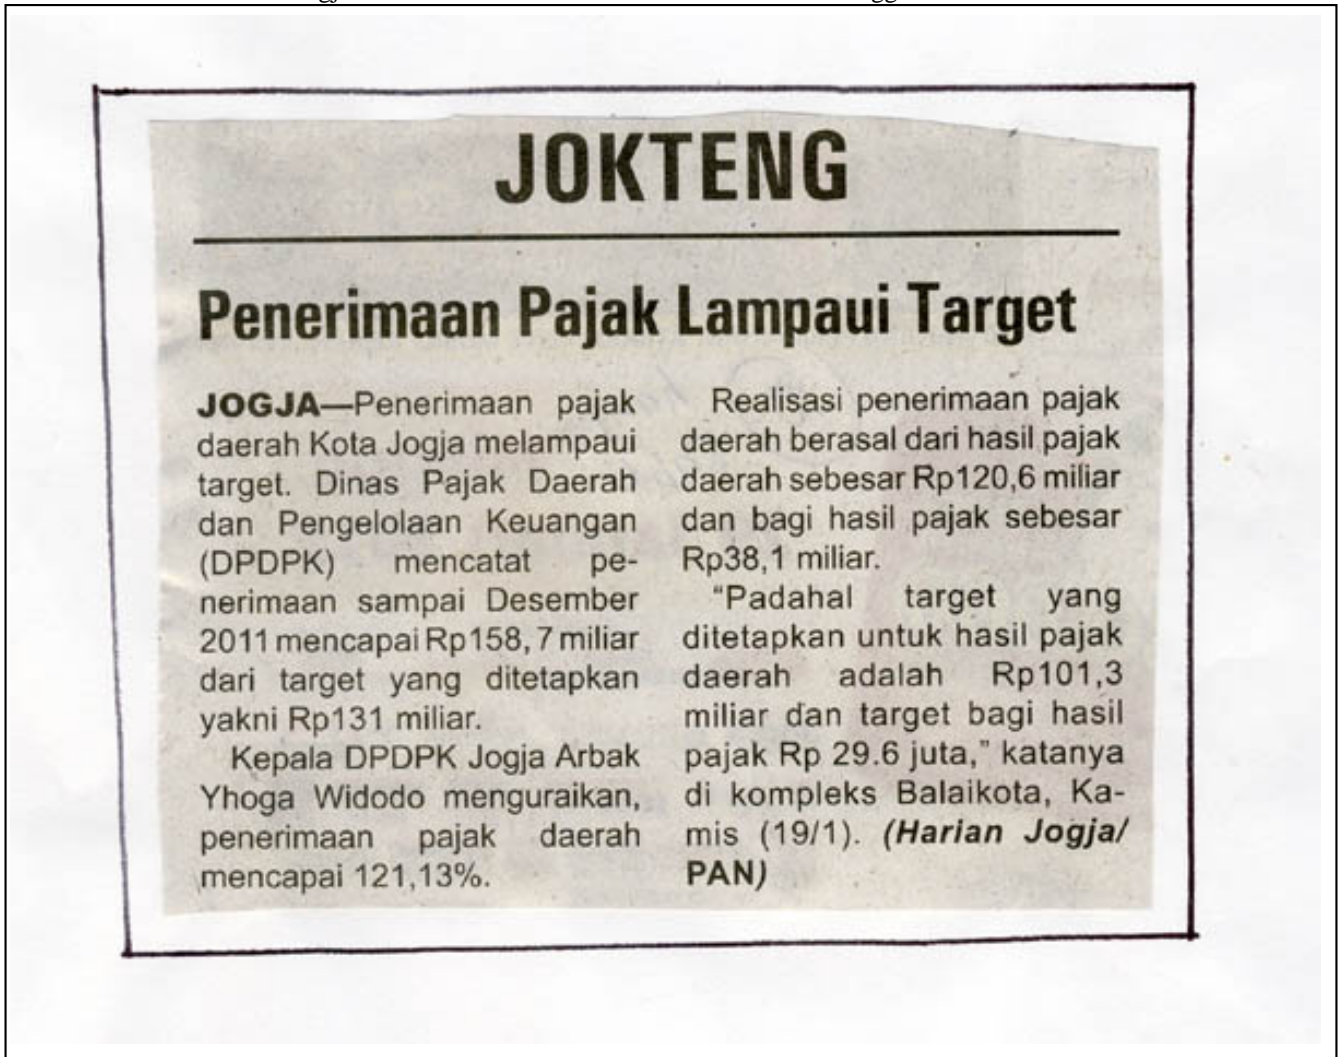 JOKTENG
Penerimaan Pajak Lampaui Target
JOGJA—Penerimaan pajak
daerah Kota Jogja melampaui
target. Dinas Pajak Daerah
dan Pengelolaan Keuangan
(DPDPK) mencatat pe-
nerimaan sampai Desember
2011 mencapai Rp158, 7 miliar
dari target yang ditetapkan
yakni Rp131 miliar.
Kepala DPDPK Jogja Arbak
Yhoga Widodo menguraikan,
penerimaan pajak daerah
mencapai 121,13%.
Realisasi penerimaan pajak
daerah berasal dari hasil pajak
daerah sebesar Rp120,6 miliar
dan bagi hasil pajak sebesar
Rp38,1 miliar.
“Padahal target yang
ditetapkan untuk hasil pajak
daerah adalah Rp101,3
miliar dan target bagi hasil
pajak Rp 29.6 juta,” katanya
di kompleks Balaikota, Ka-
mis (19/1). (Harian Jogja/
PAN)